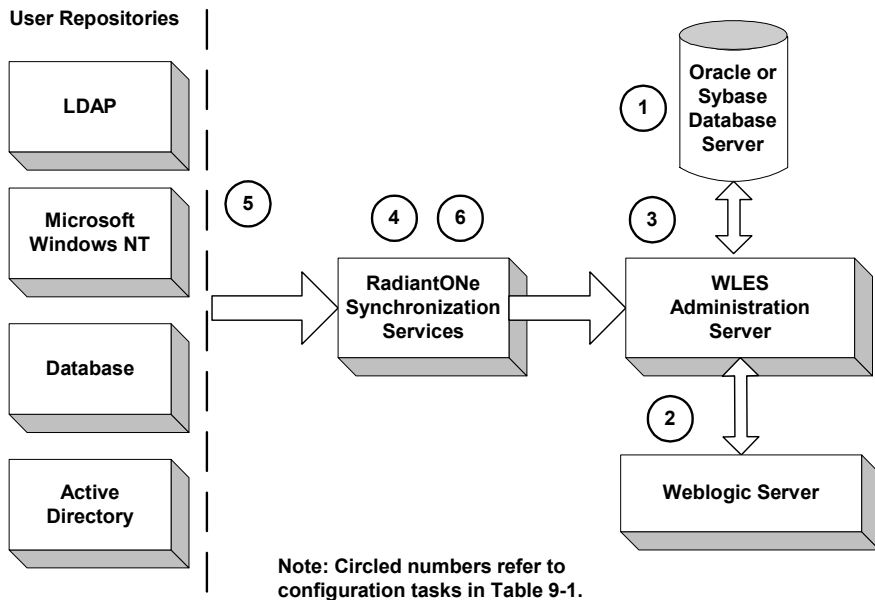 User Repositories
LDAP
Microsoft
Windows NT
Database
Active
Directory
5
4
6
RadiantONe
Synchronization
Services
1
Oracle or
Sybase
Database
Server
3
WLES
Administration
Server
2
Weblogic Server
Note: Circled numbers refer to
configuration tasks in Table 9-1.